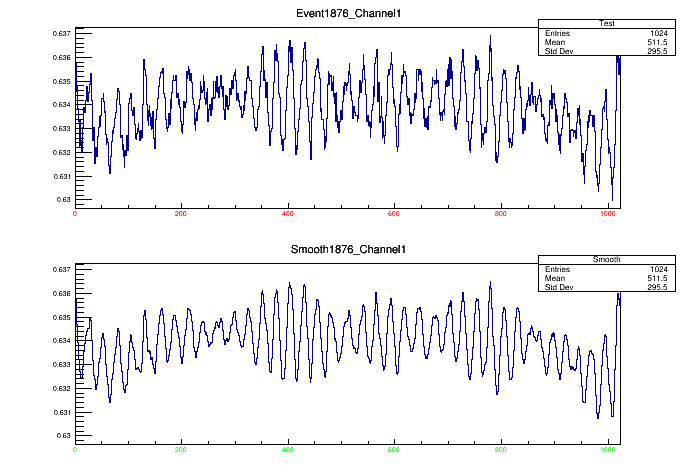 Event1876_Channel1
Test
Entries 1024
Mean 511.5
Std Dev 295.5
0.637
0.636
0.635
0.634
0.633
0.632
0.631
0.63
0 200 400 600 800 1000
Smooth1876_Channel1
Smooth
Entries 1024
Mean 511.5
Std Dev 295.5
0.637
0.636
0.635
0.634
0.633
0.632
0.631
0.63
0 200 400 600 800 1000